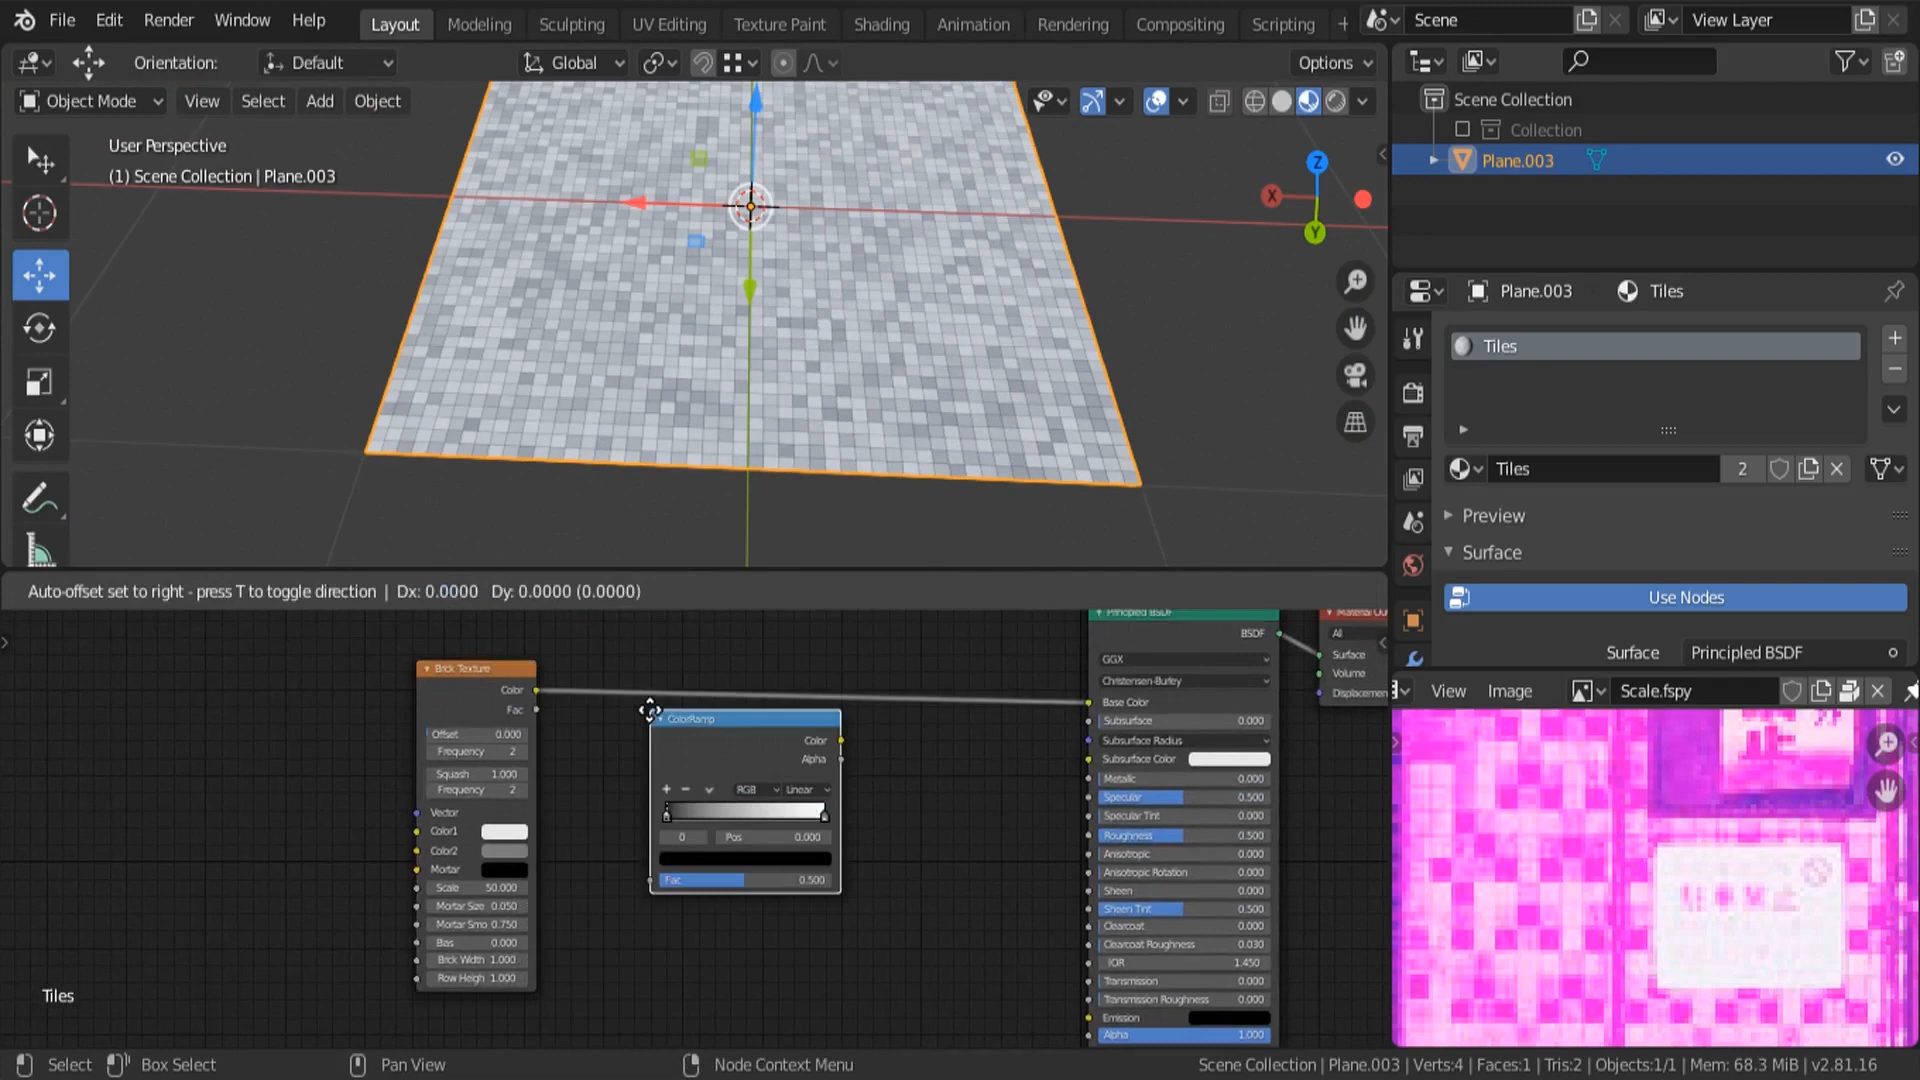 File Edit Render Window Help Layout Modeling Sculpting UV Editing Texture Paint Shading Animation Rendering Compositing Scripting + Scene View Layer
Orientation: Default Global Options
Object Mode View Select Add Object
User Perspective
(1) Scene Collection | Plane.003
Z
X
Y
Scene Collection
Collection
Plane.003
Plane.003 Tiles
Tiles
Tiles 2
Preview
Surface
Use Nodes
Surface Principled BSDF
Auto-offset set to right - press T to toggle direction | Dx: 0.0000 Dy: 0.0000 (0.0000)
Brick Texture
Color
Fac
Offset 0.000
Frequency 2
Squash 1.000
Frequency 2
Vector
Color1
Color2
Mortar
Scale 50.000
Mortar Size 0.050
Mortar Smo 0.750
Bias 0.000
Brick Width 1.000
Row Heigh 1.000
ColorRamp
Color
Alpha
RGB Linear
0 Pos 0.000
Fac 0.500
Principled BSDF
BSDF
GGX
Christensen-Burley
Base Color
Subsurface 0.000
Subsurface Radius
Subsurface Color
Metallic 0.000
Specular 0.500
Specular Tint 0.000
Roughness 0.500
Anisotropic 0.000
Anisotropic Rotation 0.000
Sheen 0.000
Sheen Tint 0.500
Clearcoat 0.000
Clearcoat Roughness 0.030
IOR 1.450
Transmission 0.000
Transmission Roughness 0.000
Emission
Alpha 1.000
Material Ou
All
Surface
Volume
Displacemen
View Image Scale.fspy
Tiles
Select Box Select Pan View Node Context Menu Scene Collection | Plane.003 | Verts:4 | Faces:1 | Tris:2 | Objects:1/1 | Mem: 68.3 MiB | v2.81.16